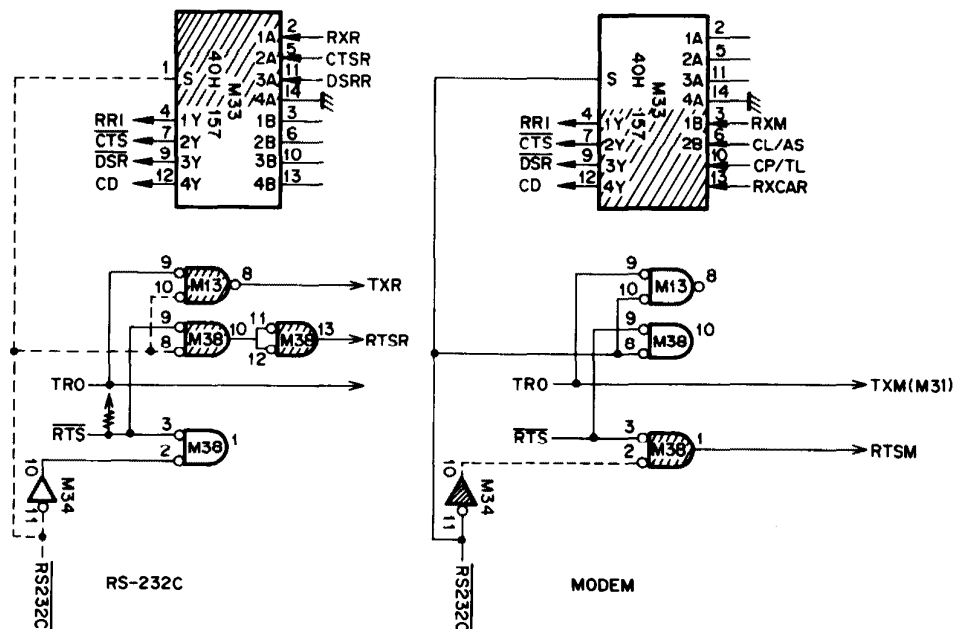 1
S
40H
157
M33
1A 2 RXR
2A 5 CTSR
3A 11 DSRR
4A 14
1B 3
2B 6
3B 10
4B 13
RRI 4 1Y
CTS 7 2Y
DSR 9 3Y
CD 12 4Y
9
10
M13
8
TXR
9
8
M38
10
11
12
M38
13
RTSR
TRO
RTS
3
2
M38
1
10
M34
11
RS232C
RS-232C
S
40H
157
M33
1A 2
2A 5
3A 11
4A 14
1B 3 RXM
2B 6 CL/AS
10 CP/TL
13 RXCAR
RRI 4 1Y
CTS 7 2Y
DSR 9 3Y
CD 12 4Y
9
10
M13
8
9
8
M38
10
TRO
TXM(M31)
RTS
3
2
M38
1
RTSM
10
M34
11
RS232C
MODEM